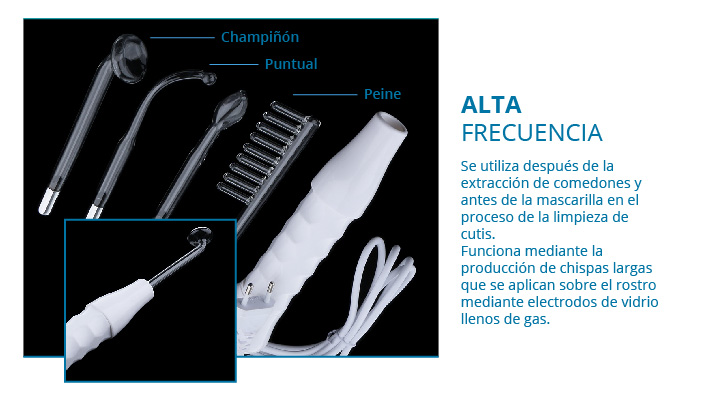 Champiñón
Puntual
Peine
ALTA
FRECUENCIA
Se utiliza después de la
extracción de comedones y
antes de la mascarilla en el
proceso de la limpieza de
cutis.
Funciona mediante la
producción de chispas largas
que se aplican sobre el rostro
mediante electrodos de vidrio
llenos de gas.